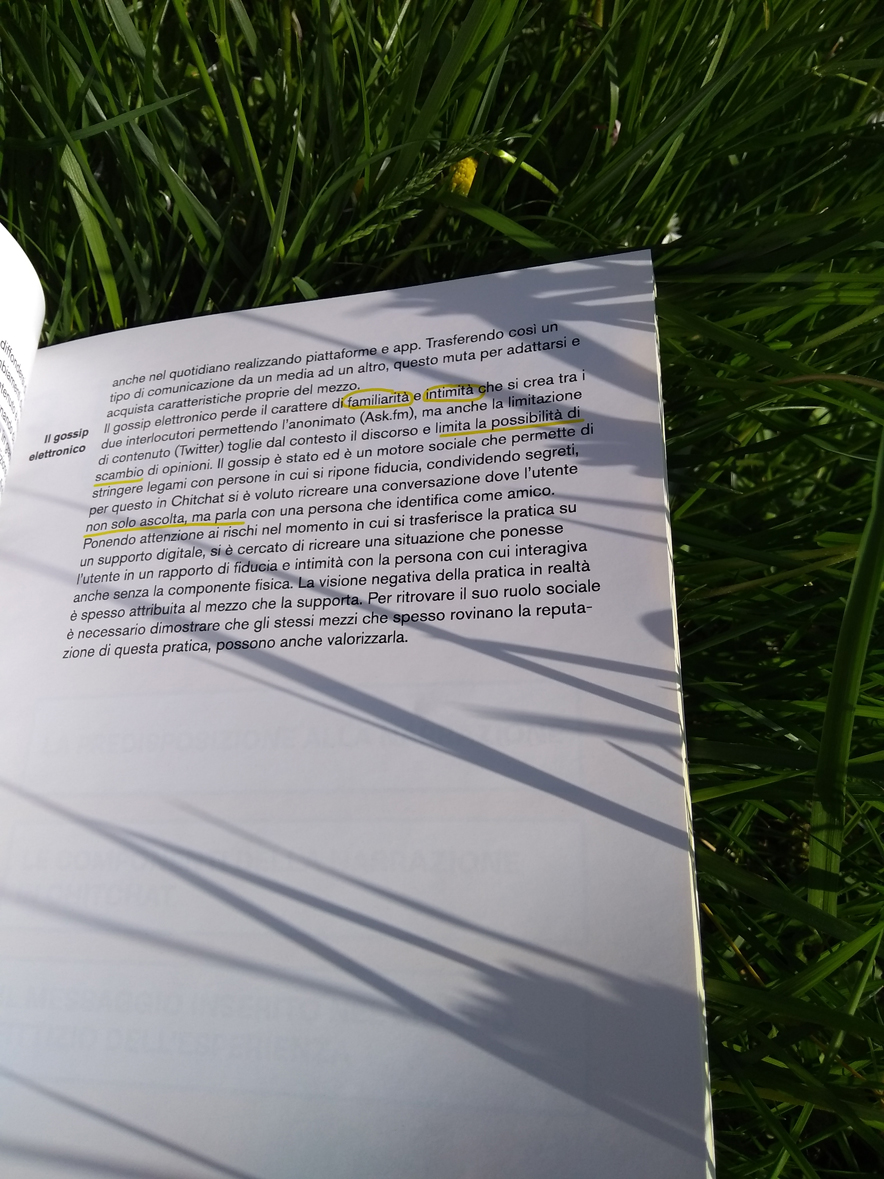 anche nel quotidiano realizzando piattaforme e app. Trasferendo così un
tipo di comunicazione da un media ad un altro, questo muta per adattarsi e
acquista caratteristiche proprie del mezzo.
Il gossip
elettronico
Il gossip elettronico perde il carattere di familiarità e intimità che si crea tra i
due interlocutori permettendo l'anonimato (Ask.fm), ma anche la limitazione
di contenuto (Twitter) toglie dal contesto il discorso e limita la possibilità di
scambio di opinioni. Il gossip è stato ed è un motore sociale che permette di
stringere legami con persone in cui si ripone fiducia, condividendo segreti,
per questo in Chitchat si è voluto ricreare una conversazione dove l'utente
non solo ascolta, ma parla con una persona che identifica come amico.
Ponendo attenzione ai rischi nel momento in cui si trasferisce la pratica su
un supporto digitale, si è cercato di ricreare una situazione che ponesse
l'utente in un rapporto di fiducia e intimità con la persona con cui interagiva
anche senza la componente fisica. La visione negativa della pratica in realtà
è spesso attribuita al mezzo che la supporta. Per ritrovare il suo ruolo sociale
è necessario dimostrare che gli stessi mezzi che spesso rovinano la reputa-
zione di questa pratica, possono anche valorizzarla.